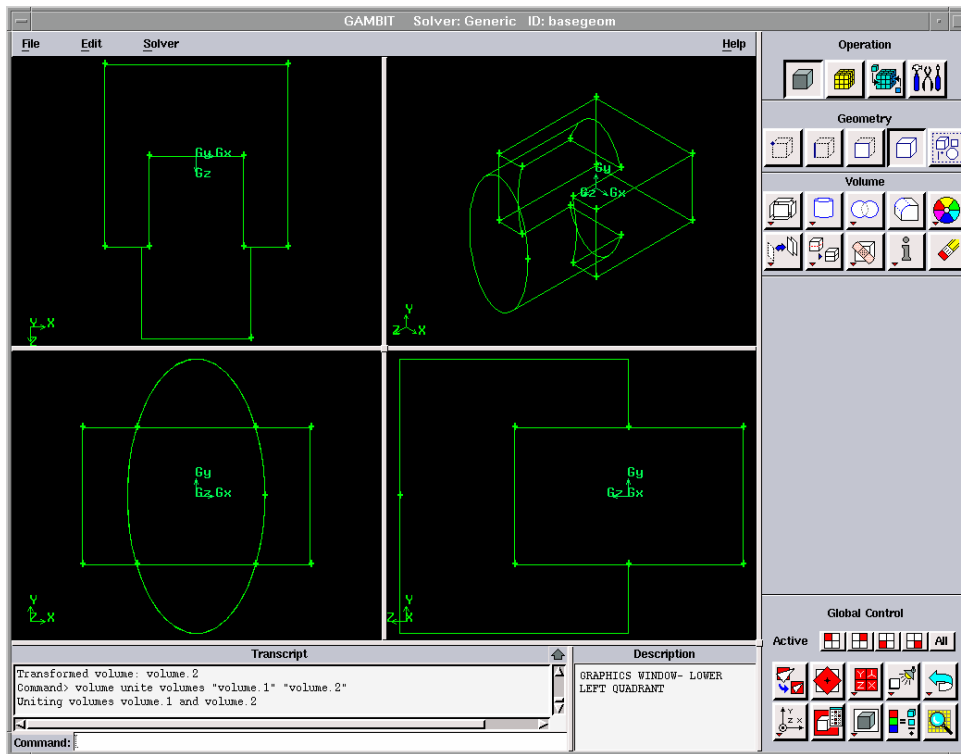 GAMBIT Solver: Generic ID: basegeom
File Edit Solver Help
Operation
Geometry
Volume
Gy Gx
Gz
Y X
Z
Gy
Gz Gx
Y
Z X
Gy
Gz Gx
Y
Z X
Gy
Gz Gx
Y
Z X
Global Control
Active All
Y
Z X
Y
Z X
Transcript
Transformed volume: volume.2
Command> volume unite volumes "volume.1" "volume.2"
Uniting volumes volume.1 and volume.2
Description
GRAPHICS WINDOW- LOWER
LEFT QUADRANT
Command: